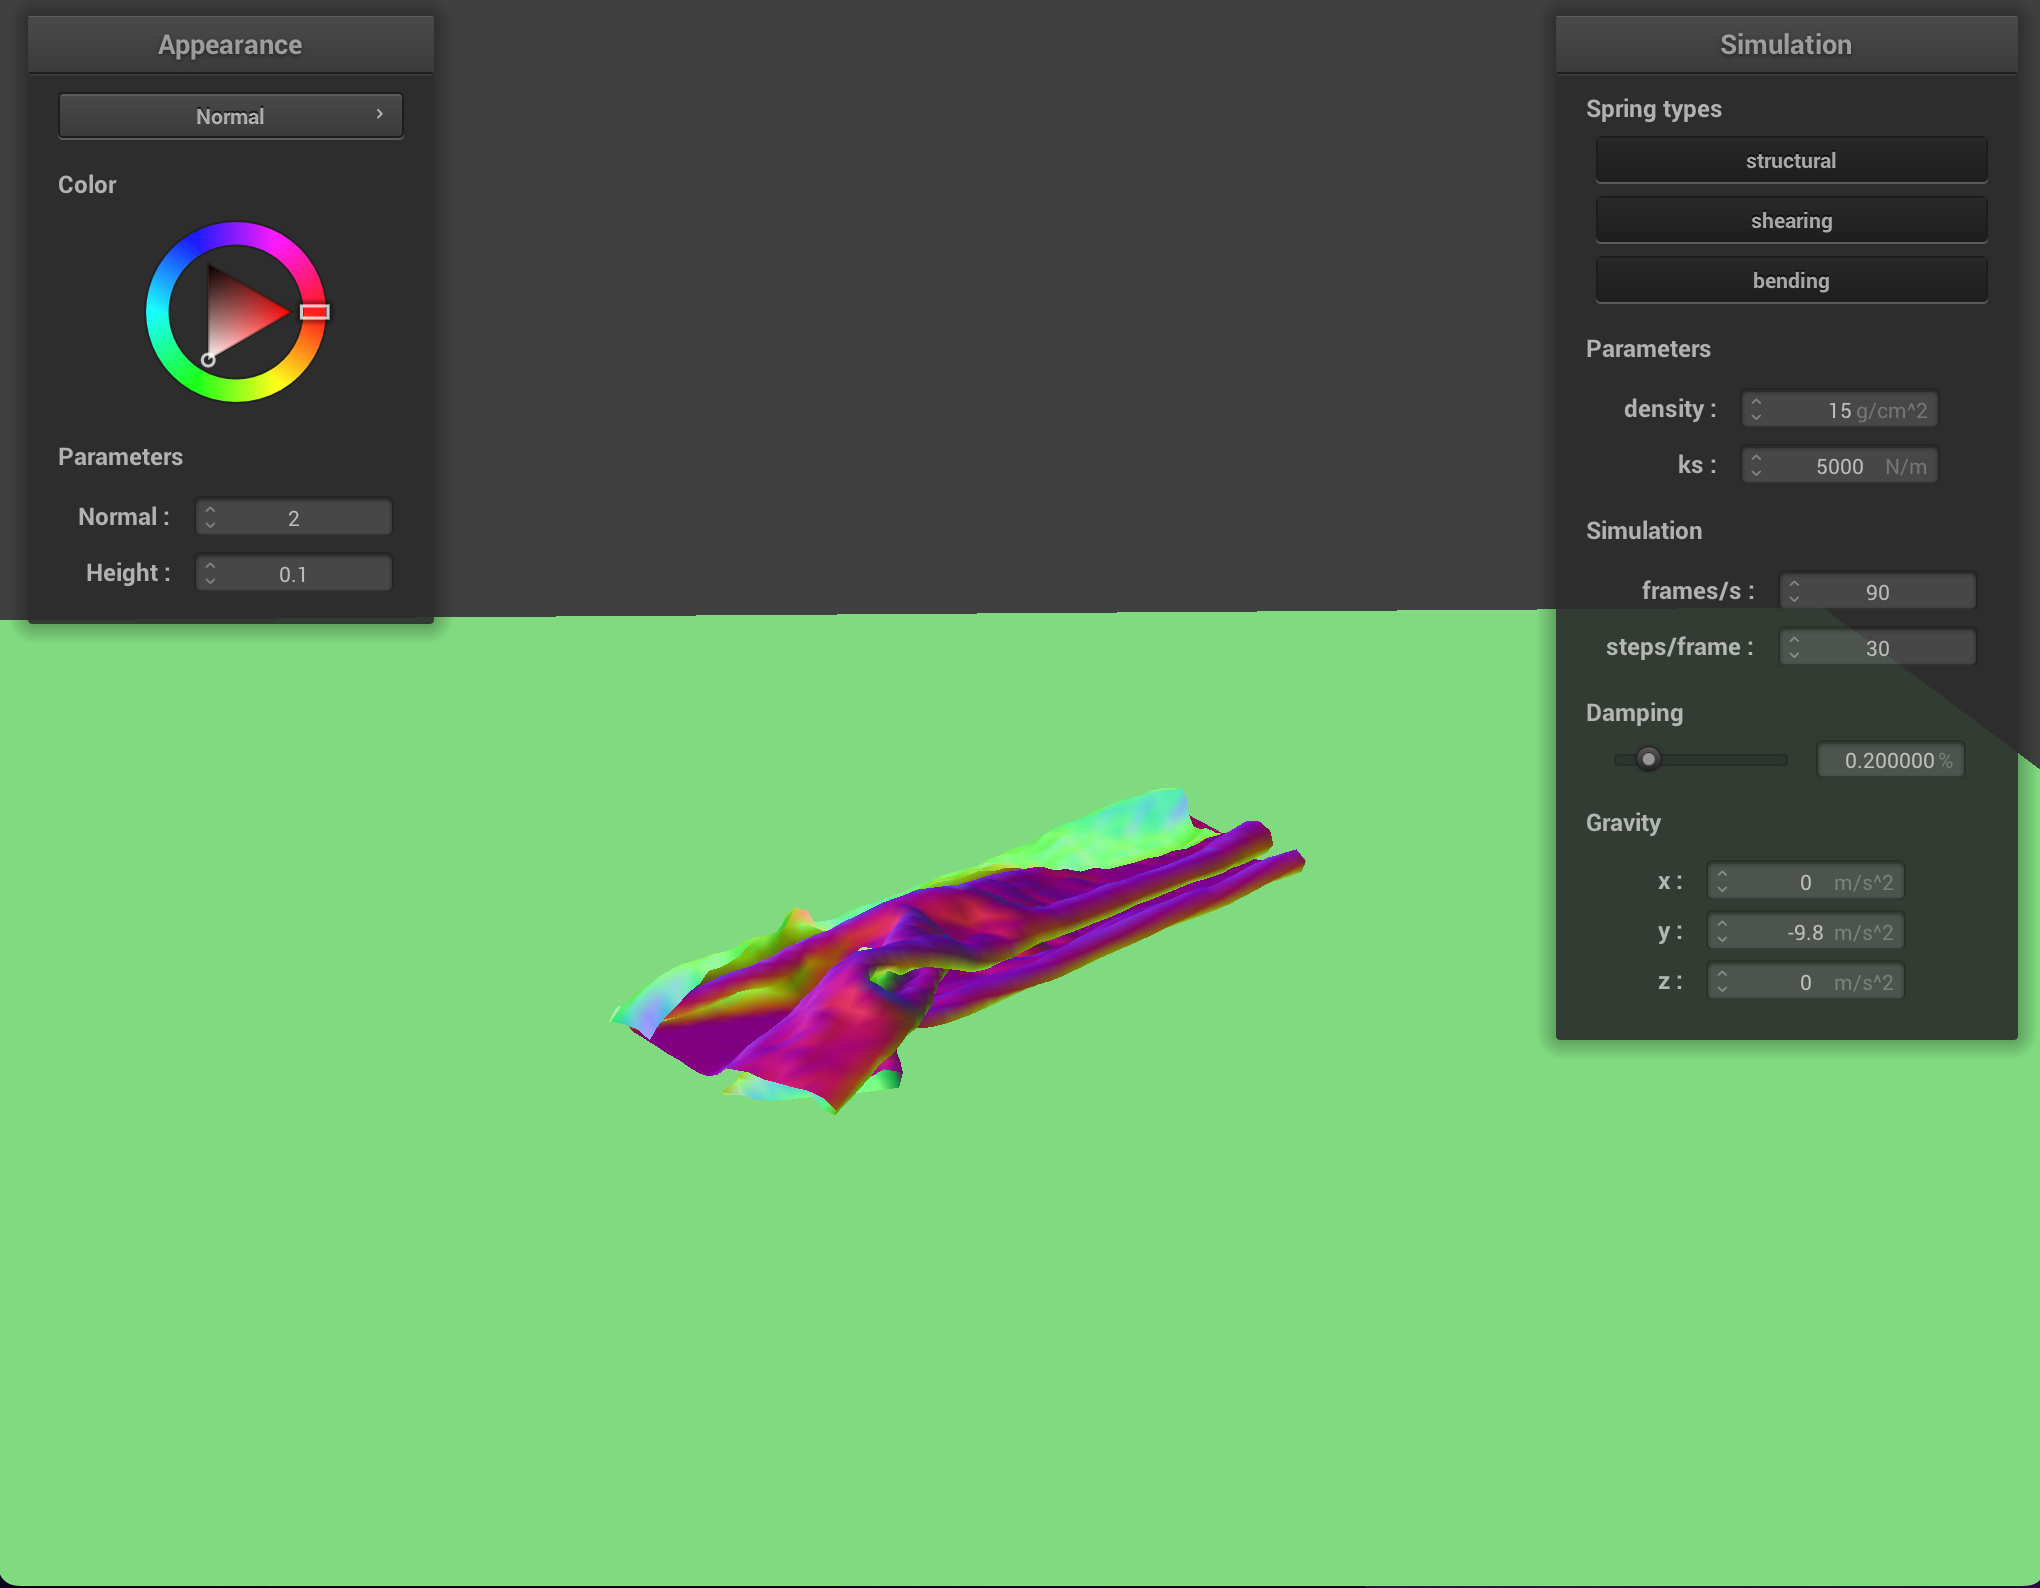 Appearance
Normal
Color
Parameters
Normal : 2
Height : 0.1
Simulation
Spring types
structural
shearing
bending
Parameters
density : 15 g/cm^2
ks : 5000 N/m
Simulation
frames/s : 90
steps/frame : 30
Damping
0.200000 %
Gravity
x : 0 m/s^2
y : -9.8 m/s^2
z : 0 m/s^2